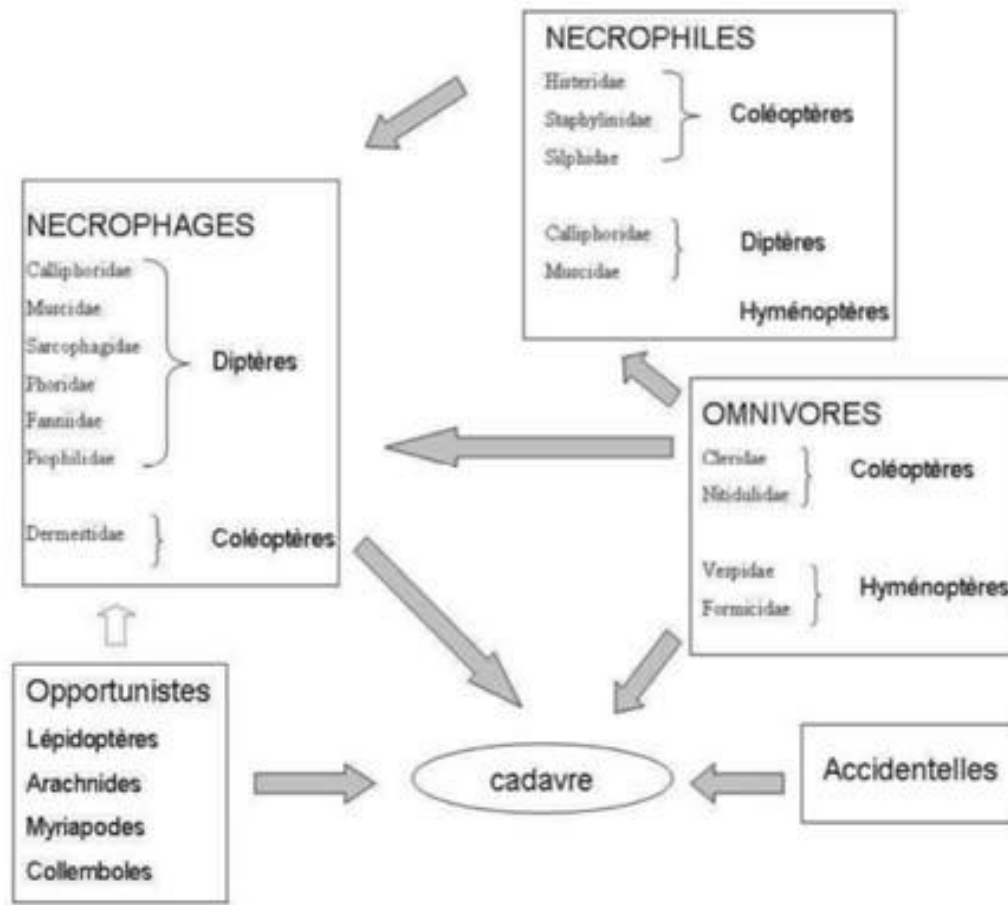 NECROPHILES
Histeridae
Staphylinidae
Silphidae
Coléoptères
Calliphoridae
Muscidae
Diptères
Hyménoptères
NECROPHAGES
Calliphoridae
Muscidae
Sarcophagidae
Phoridae
Fanniidae
Piophilidae
Diptères
Dermestidae
Coléoptères
OMNIVORES
Cleridae
Nitidulidae
Coléoptères
Vespidae
Formicidae
Hyménoptères
Opportunistes
Lépidoptères
Arachnides
Myriapodes
Collemboles
cadavre
Accidentelles